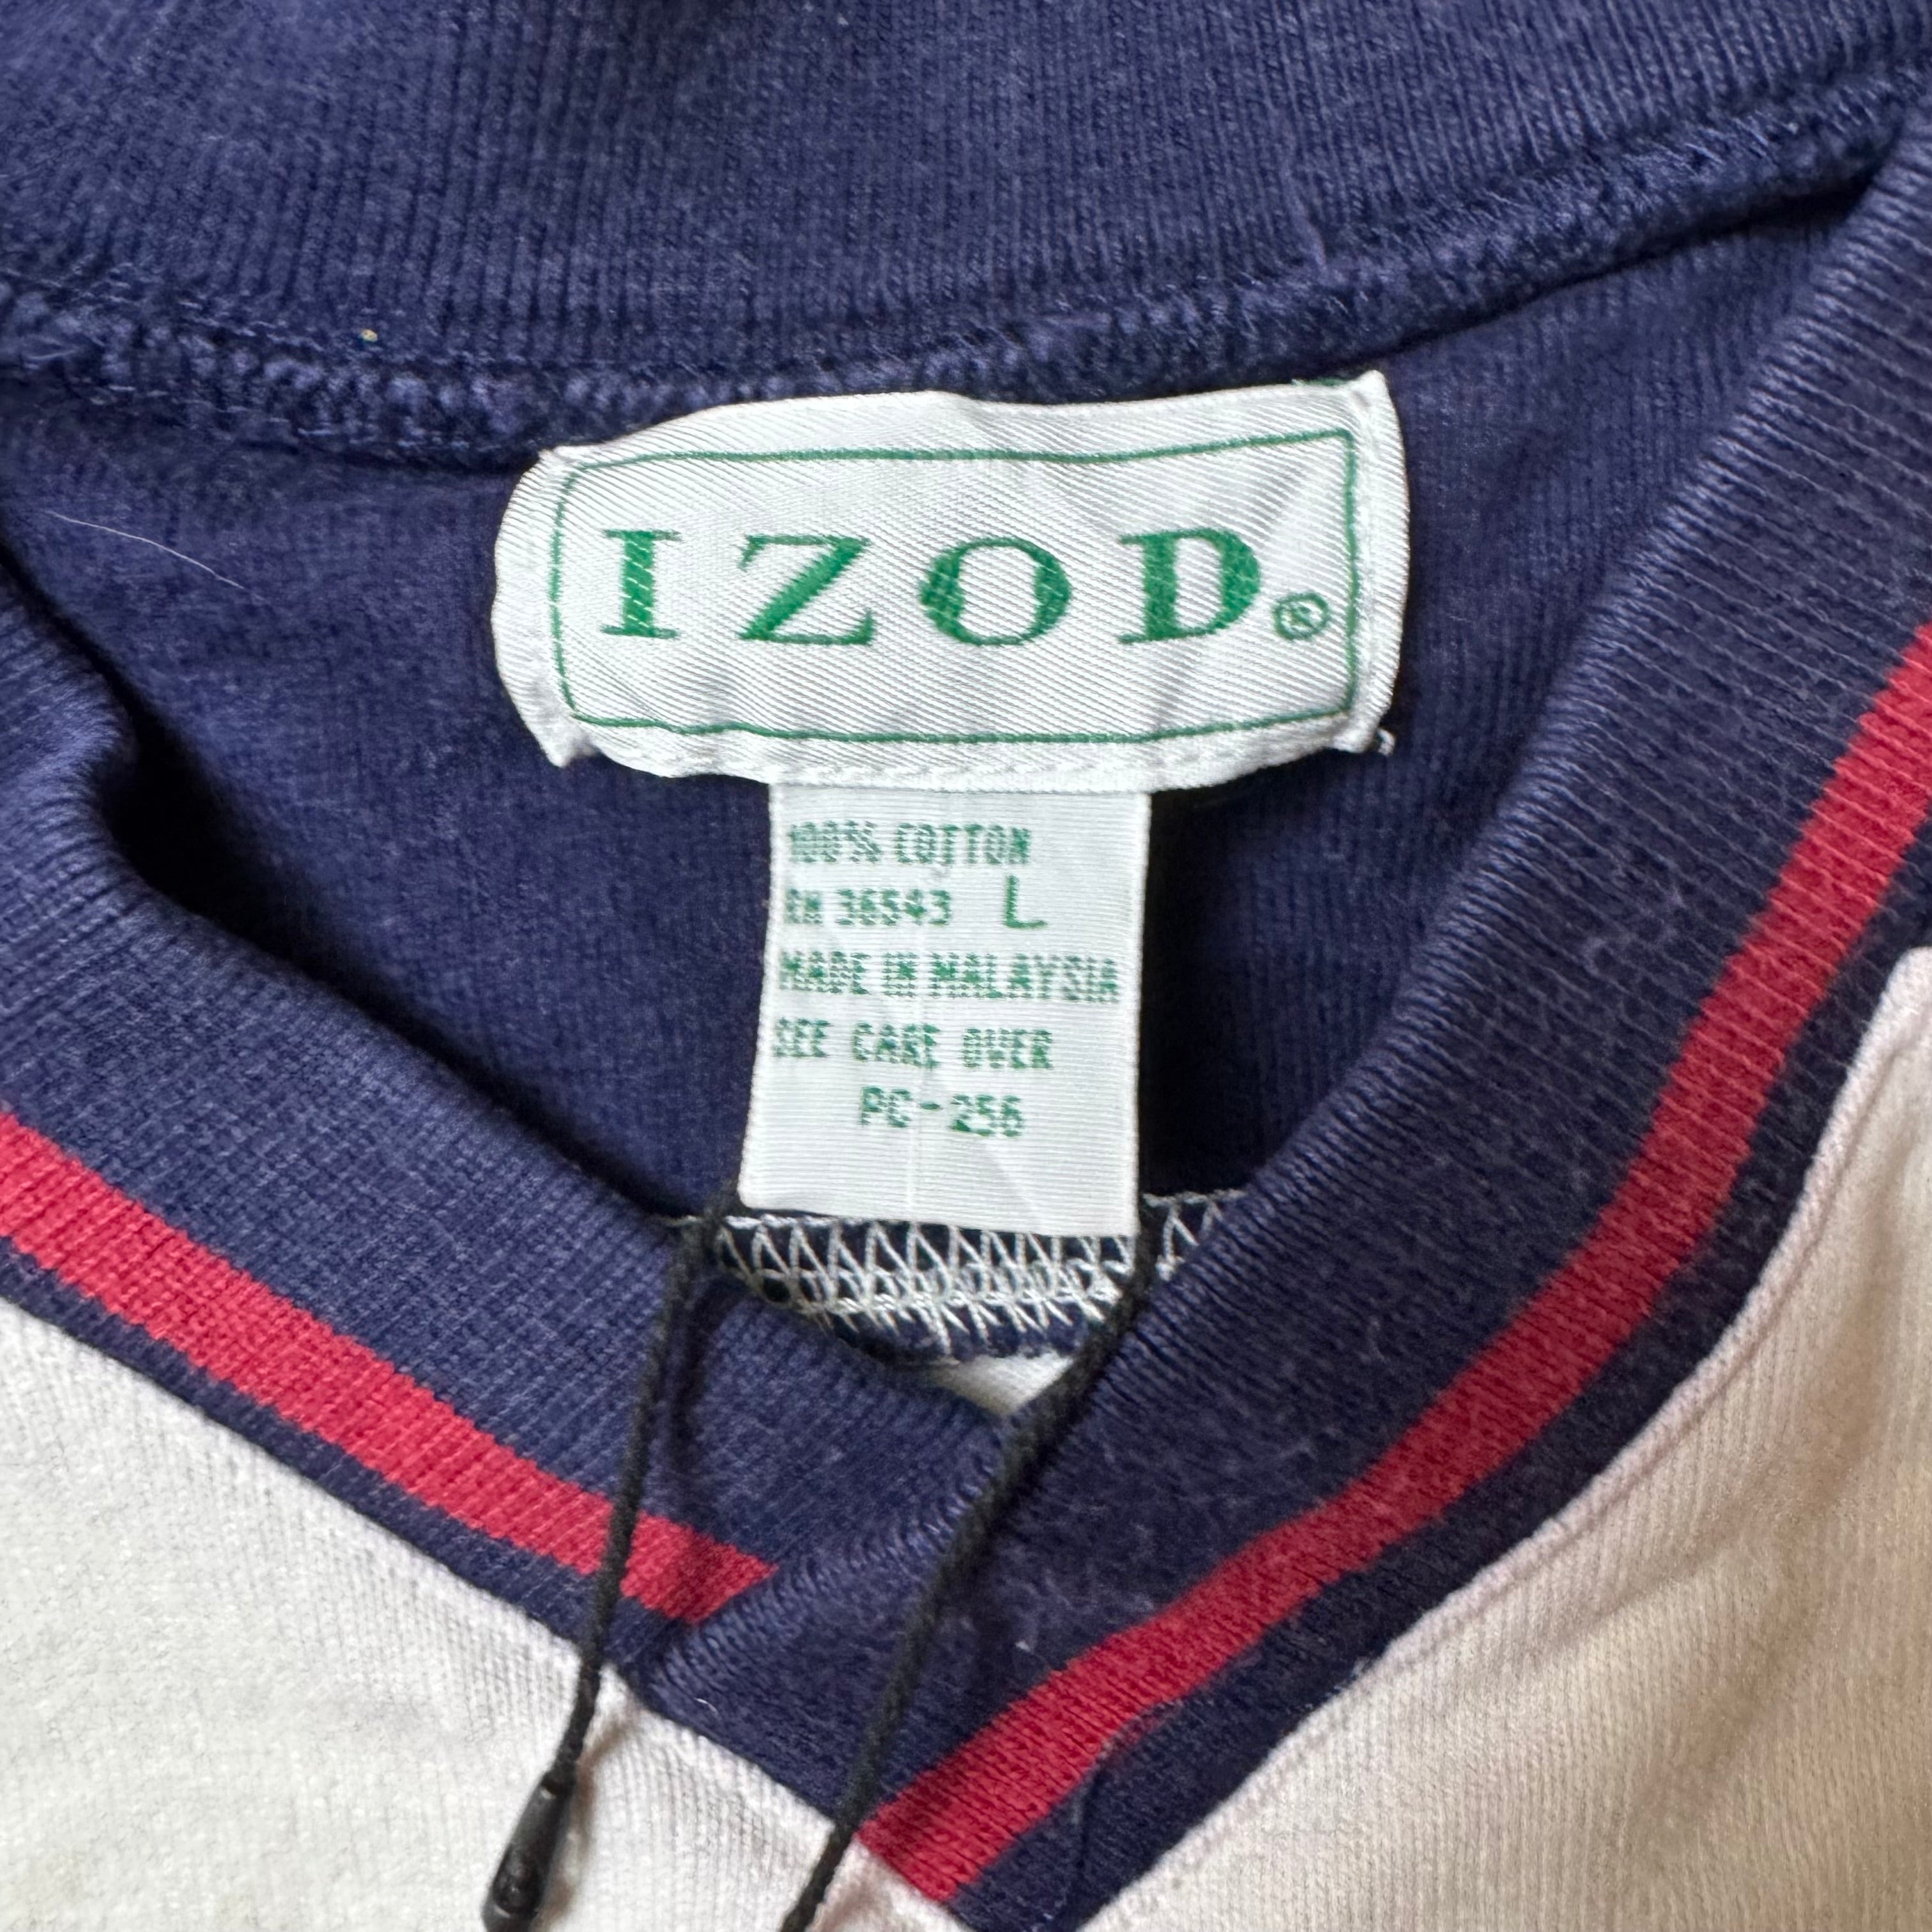 IZOD®
100% COTTON
RN 36543 L
MADE IN MALAYSIA
SEE CARE OVER
PC-256